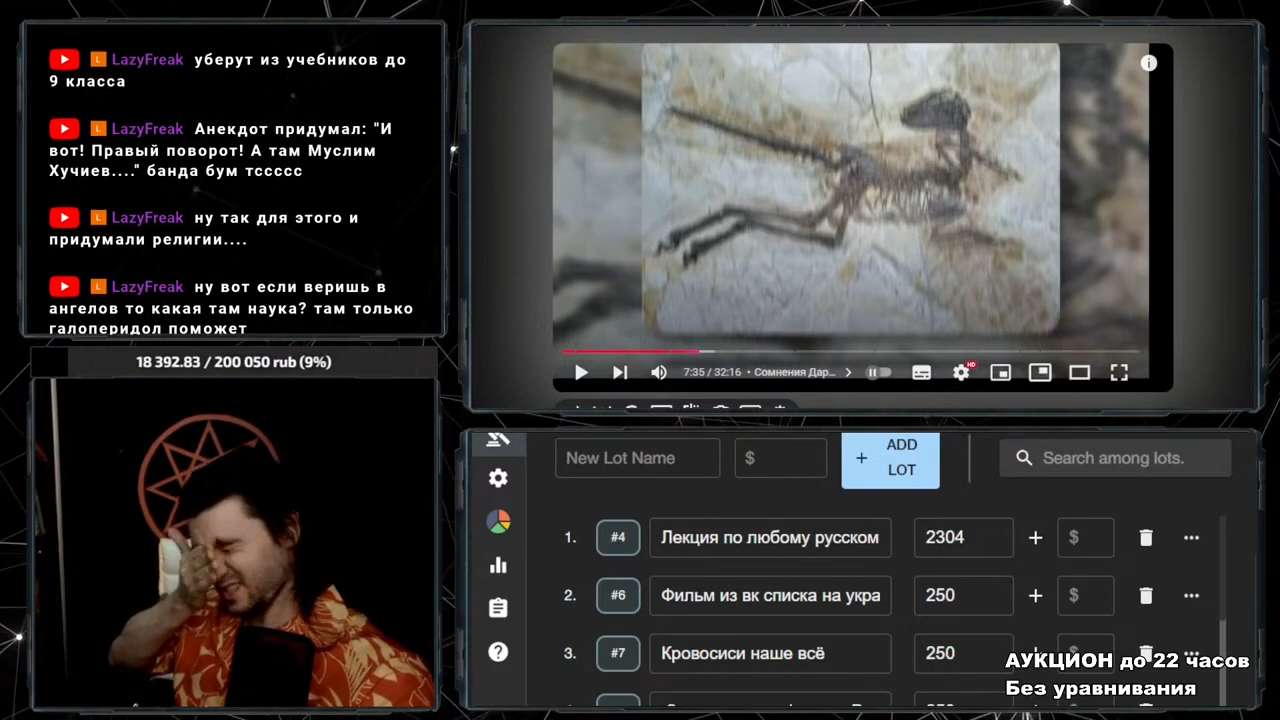 LazyFreak уберут из учебников до
9 класса
LazyFreak Анекдот придумал: "И
вот! Правый поворот! А там Муслим
Хучиев...." банда бум тссссс
LazyFreak ну так для этого и
придумали религии....
LazyFreak ну вот если веришь в
ангелов то какая там наука? там только
галоперидол поможет
18 392.83 / 200 050 rub (9%)
7:35 / 32:16 • Сомнения Дар...
HD
New Lot Name
$
+ ADD
LOT
Search among lots.
1. #4 Лекция по любому русском 2304 + $
2. #6 Фильм из вк списка на укра 250 + $
3. #7 Кровосиси наше всё 250
АУКЦИОН до 22 часов
Без уравнивания